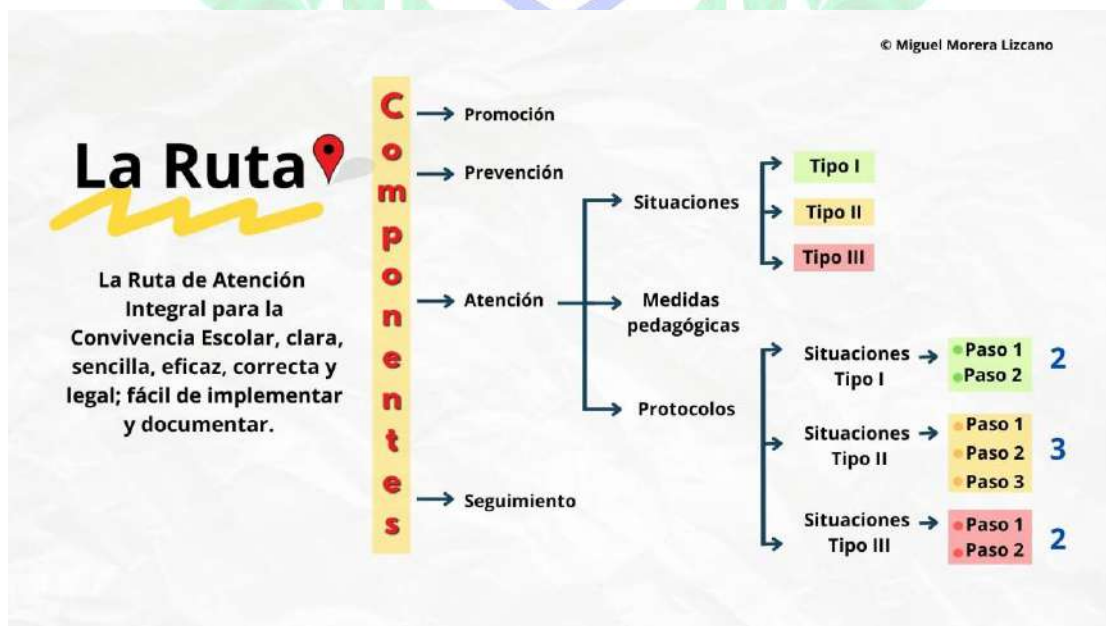 © Miguel Morera Lizcano
La Ruta
La Ruta de Atención
Integral para la
Convivencia Escolar, clara,
sencilla, eficaz, correcta y
legal; fácil de implementar
y documentar.
Componentes
Promoción
Prevención
Atención
Seguimiento
Situaciones
Tipo I
Tipo II
Tipo III
Medidas
pedagógicas
Protocolos
Situaciones
Tipo I
Paso 1
Paso 2
2
Situaciones
Tipo II
Paso 1
Paso 2
Paso 3
3
Situaciones
Tipo III
Paso 1
Paso 2
2